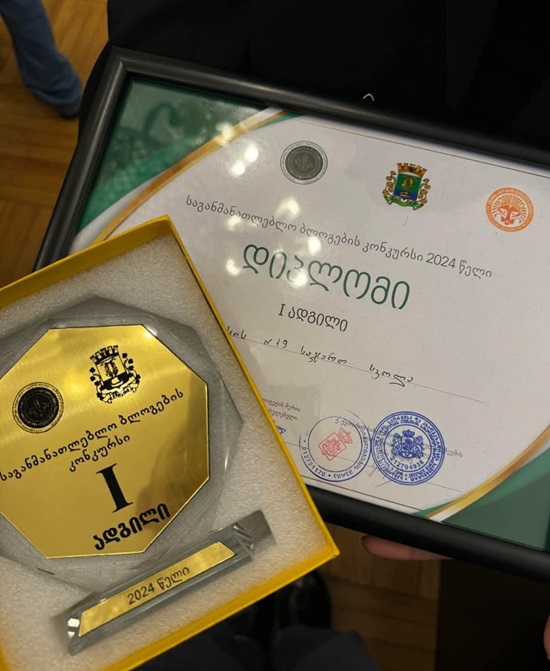 საგანმანათლებლო ბლოგების კონკურსი 2024 წელი
დიპლომი
I ადგილი
N19 საჯარო სკოლა
საგანმანათლებლო ბლოგების
კონკურსი
I
ადგილი
2024 წელი